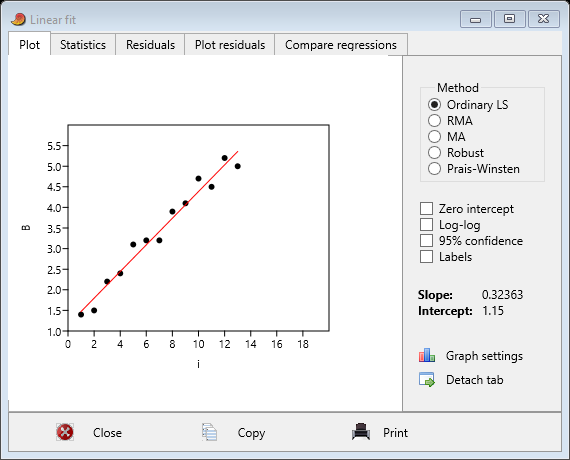 Linear fit
Plot Statistics Residuals Plot residuals Compare regressions
5.5
5.0
4.5
4.0
3.5
3.0
2.5
2.0
1.5
1.0
B
0 2 4 6 8 10 12 14 16 18
i
Method
Ordinary LS
RMA
MA
Robust
Prais-Winsten
Zero intercept
Log-log
95% confidence
Labels
Slope: 0.32363
Intercept: 1.15
Graph settings
Detach tab
Close Copy Print